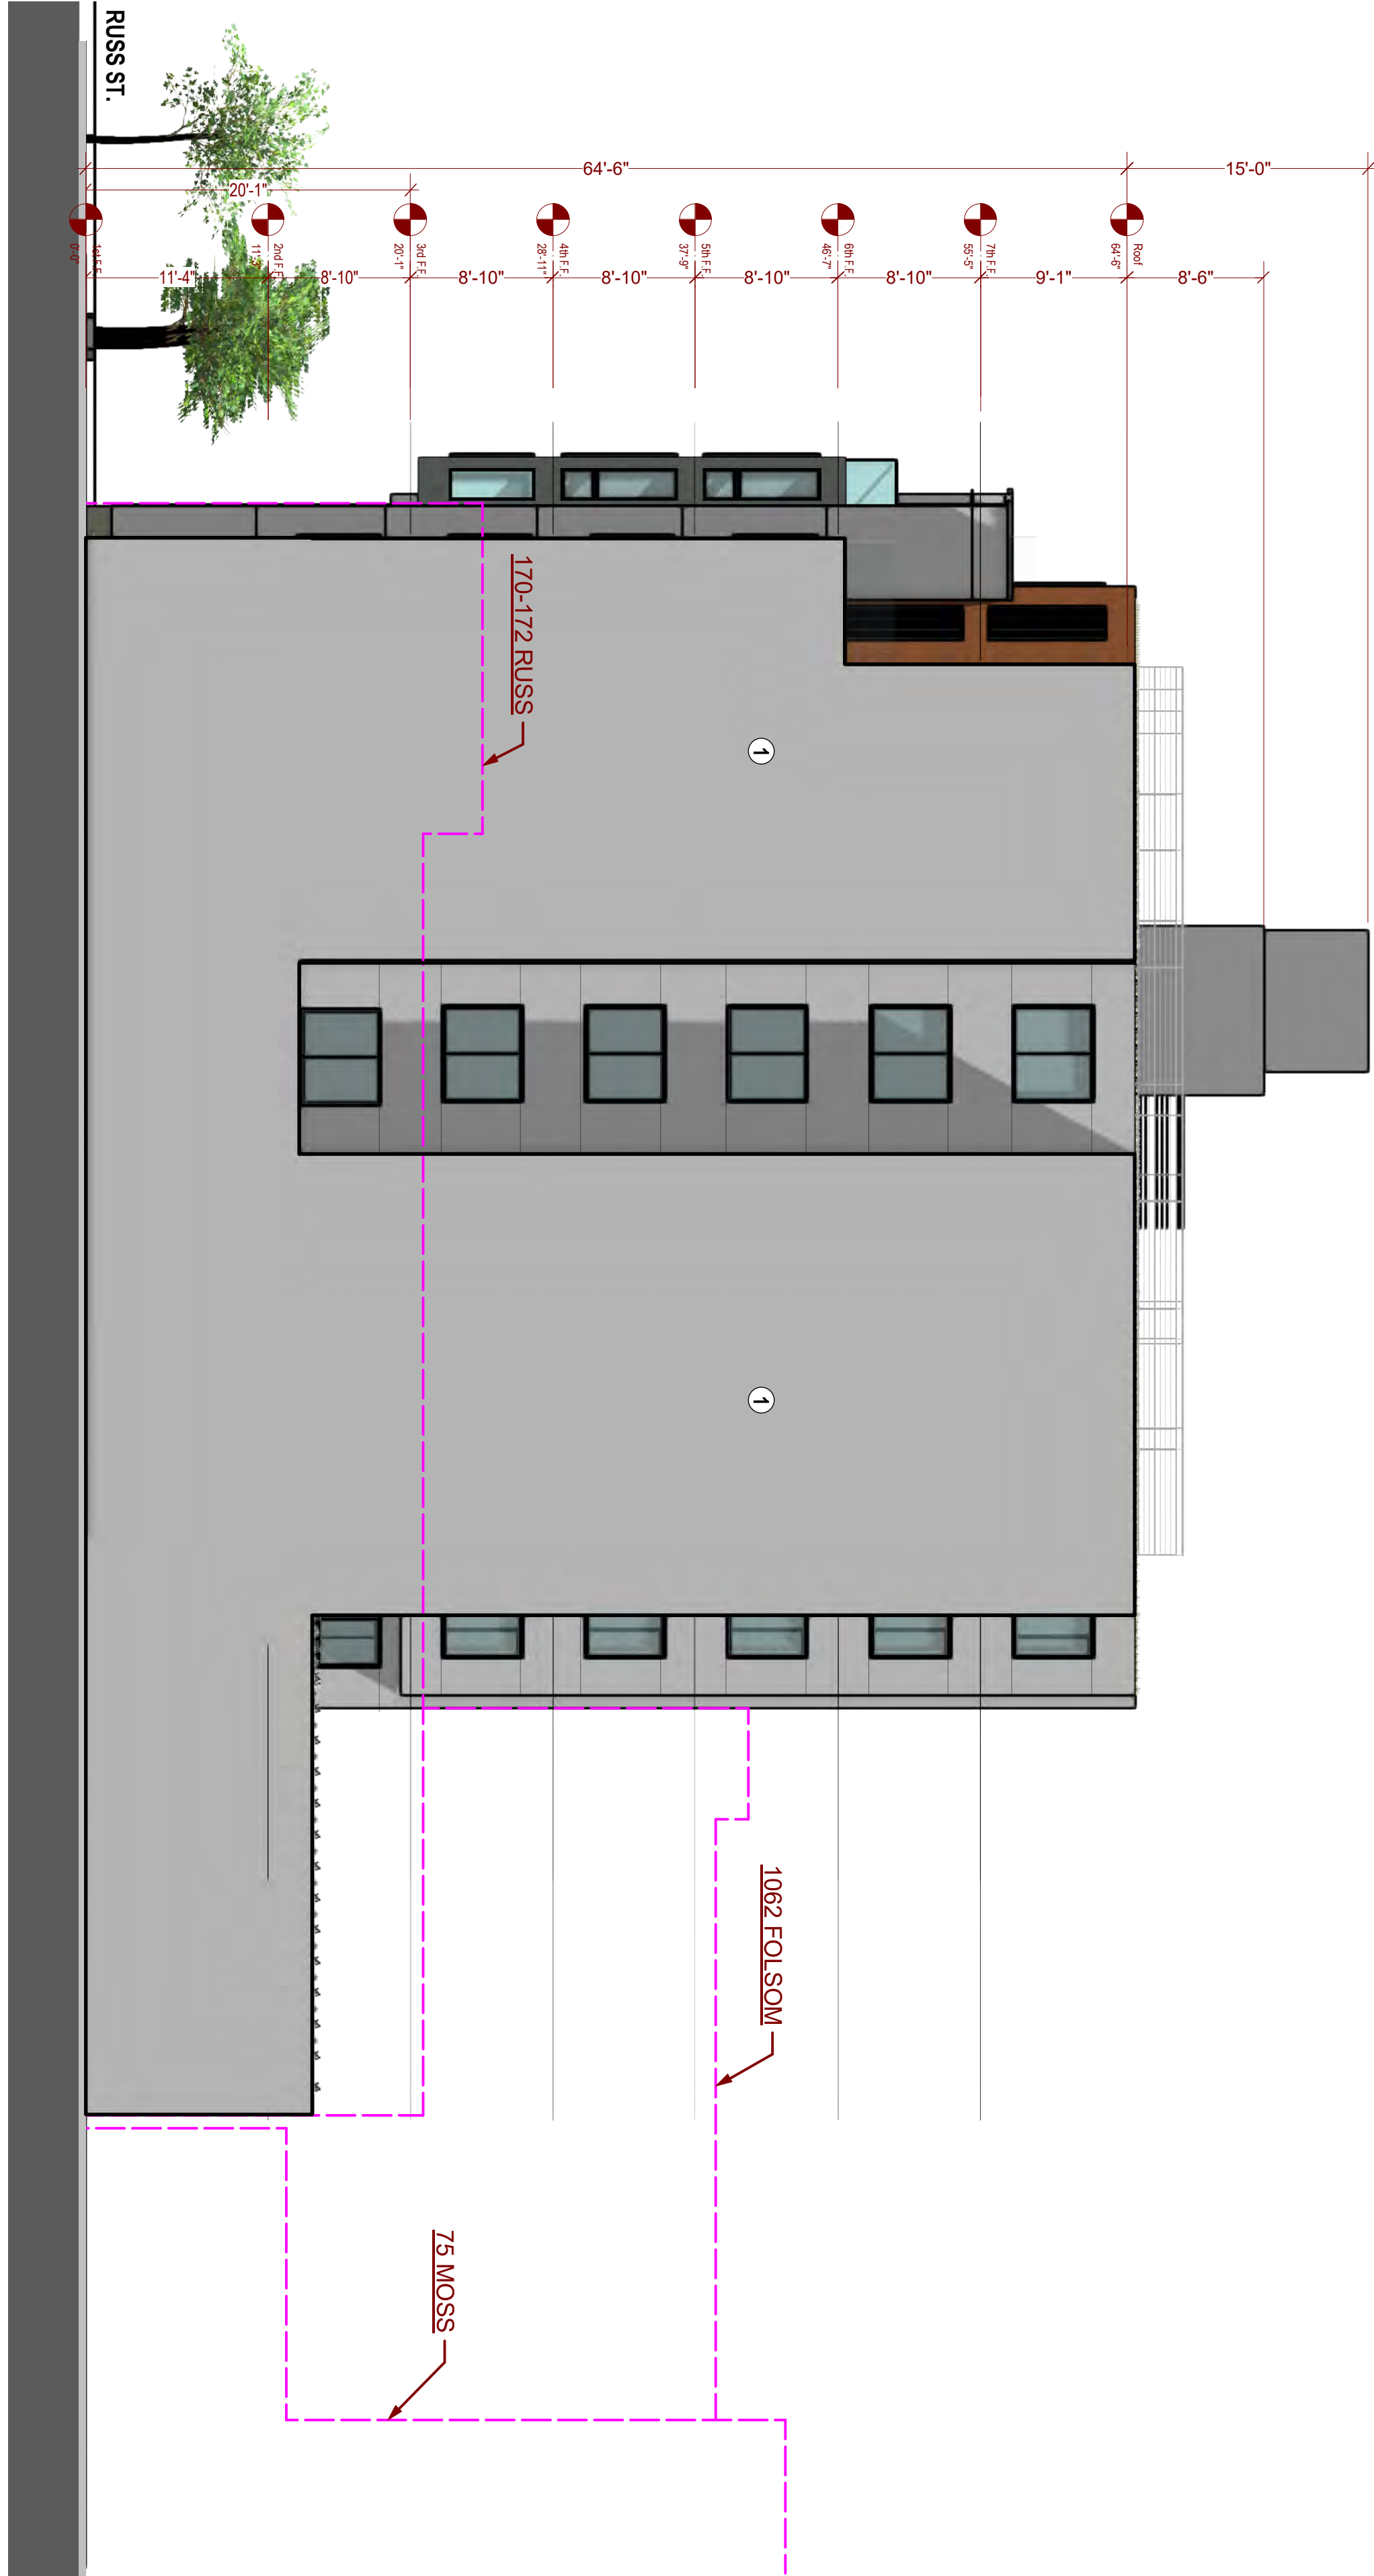 RUSS ST.
15'-0"
64'-6"
20'-1"
Roof
64'-6"
7th F.F.
55'-5"
6th F.F.
46'-7"
5th F.F.
37'-9"
4th F.F.
28'-11"
3rd F.F.
20'-1"
2nd F.F.
1st F.F.
0'-0"
8'-6"
9'-1"
8'-10"
8'-10"
8'-10"
8'-10"
8'-10"
11'-4"
170-172 RUSS
1
1
1062 FOLSOM
75 MOSS